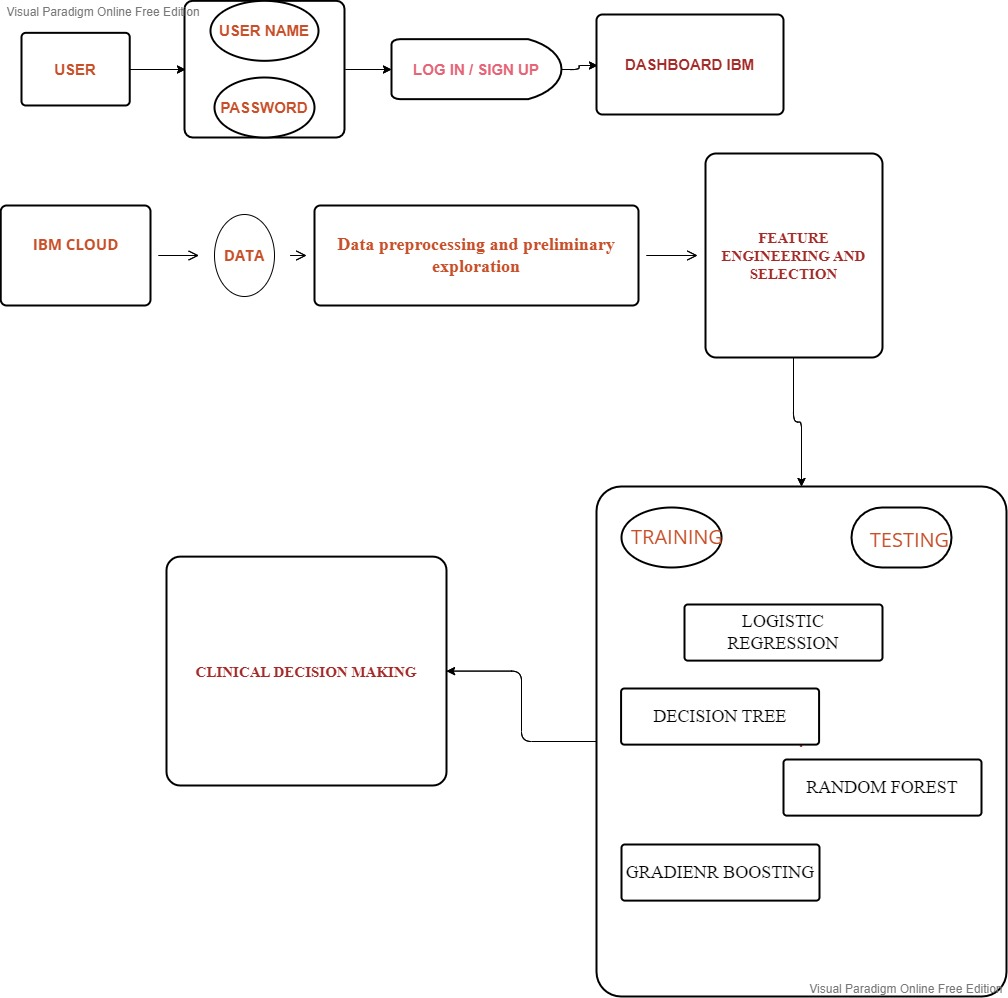 Visual Paradigm Online Free Edition
USER
USER NAME
PASSWORD
LOG IN / SIGN UP
DASHBOARD IBM
IBM CLOUD
DATA
Data preprocessing and preliminary
exploration
FEATURE
ENGINEERING AND
SELECTION
TRAINING
TESTING
LOGISTIC
REGRESSION
DECISION TREE
RANDOM FOREST
GRADIENR BOOSTING
CLINICAL DECISION MAKING
Visual Paradigm Online Free Edition